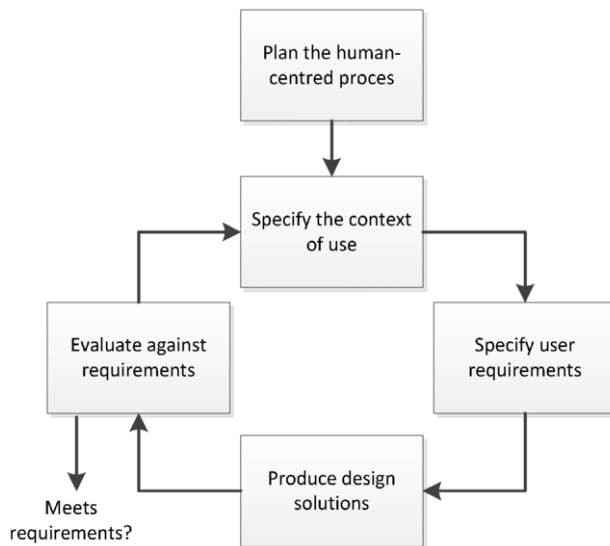 Plan the human-
centred proces
Specify the context
of use
Evaluate against
requirements
Specify user
requirements
Produce design
solutions
Meets
requirements?